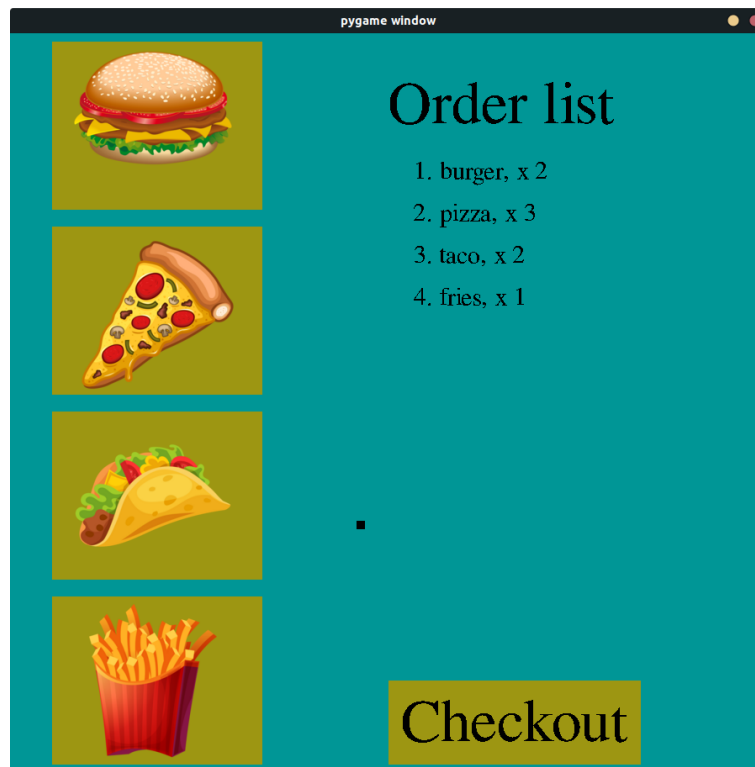 pygame window
Order list
1. burger, x 2
2. pizza, x 3
3. taco, x 2
4. fries, x 1
Checkout